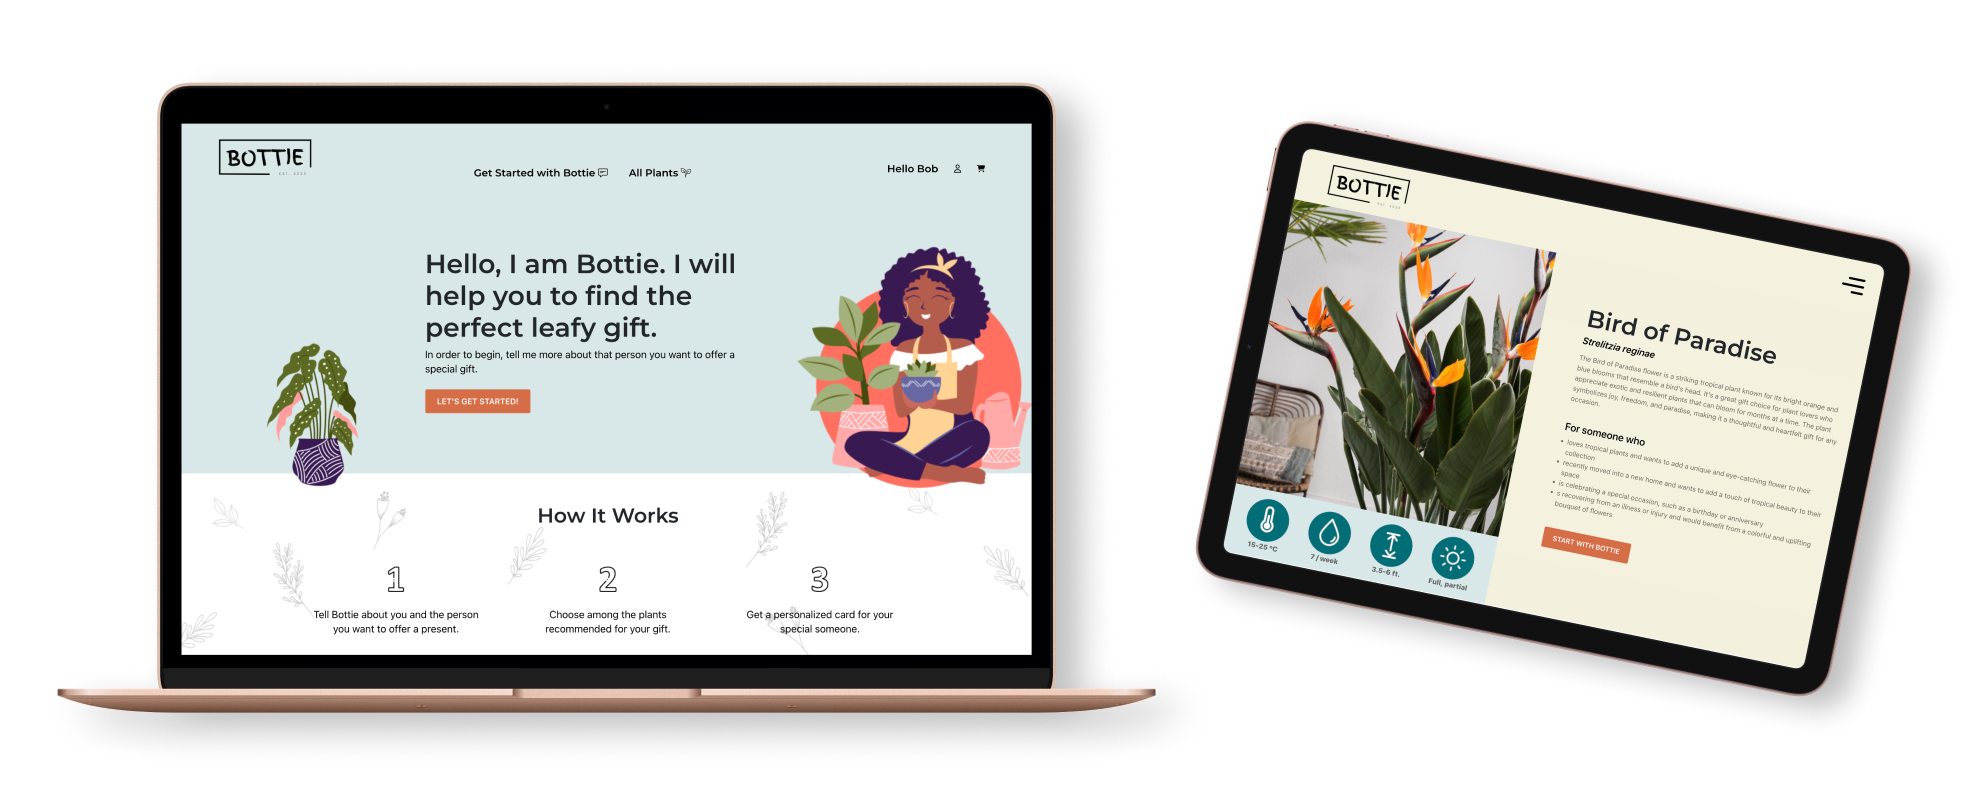 BOTTIE
EST. 2023
Get Started with Bottie
All Plants
Hello Bob
Hello, I am Bottie. I will
help you to find the
perfect leafy gift.
In order to begin, tell me more about that person you want to offer a
special gift.
LET'S GET STARTED!
How It Works
1
Tell Bottie about you and the person
you want to offer a present.
2
Choose among the plants
recommended for your gift.
3
Get a personalized card for your
special someone.
BOTTIE
EST. 2023
Bird of Paradise
Strelitzia reginae
The Bird of Paradise flower is a striking tropical plant known for its bright orange and
blue blooms that resemble a bird's head. It's a great gift choice for plant lovers who
appreciate exotic and resilient plants that can bloom for months at a time. The plant
symbolizes joy, freedom, and paradise, making it a thoughtful and heartfelt gift for any
occasion.
For someone who
• loves tropical plants and wants to add a unique and eye-catching flower to their
collection
• recently moved into a new home and wants to add a touch of tropical beauty to their
space
• is celebrating a special occasion, such as a birthday or anniversary
• s recovering from an illness or injury and would benefit from a colorful and uplifting
bouquet of flowers
START WITH BOTTIE
15-25 °C
7 / week
3.5-6 ft.
Full, partial